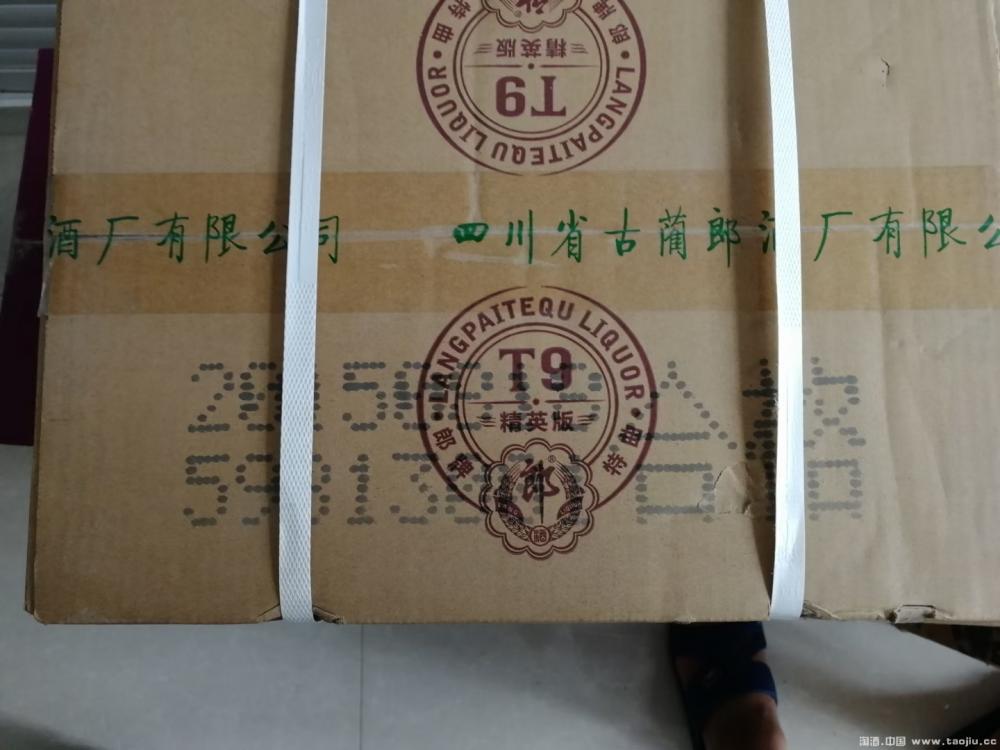 郎牌 · LANGPAITEQU LIQUOR · 特曲
T9
精英版
酒厂有限公司 四川省古蔺郎酒厂有限公
LANGPAITEQU LIQUOR
T9
精英版
郎牌
特曲
郎
合格
淘酒.中国 www.taojiu.cc